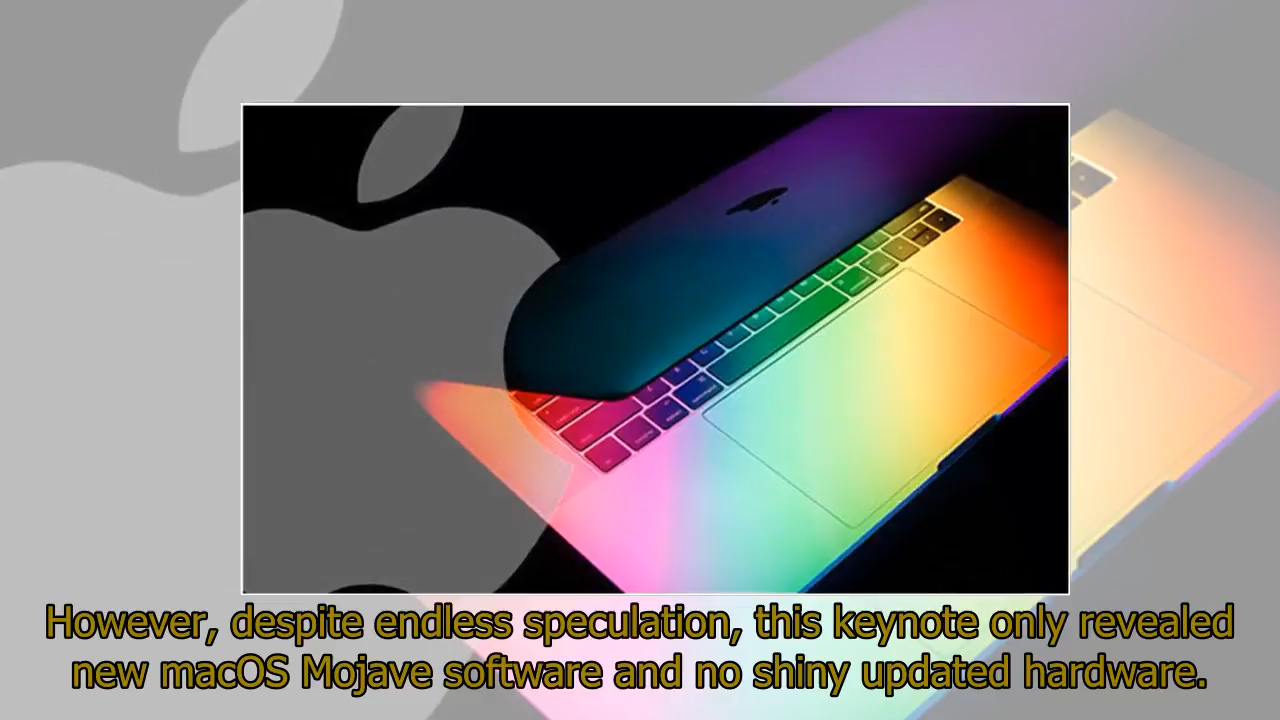 However, despite endless speculation, this keynote only revealed
new macOS Mojave software and no shiny updated hardware.